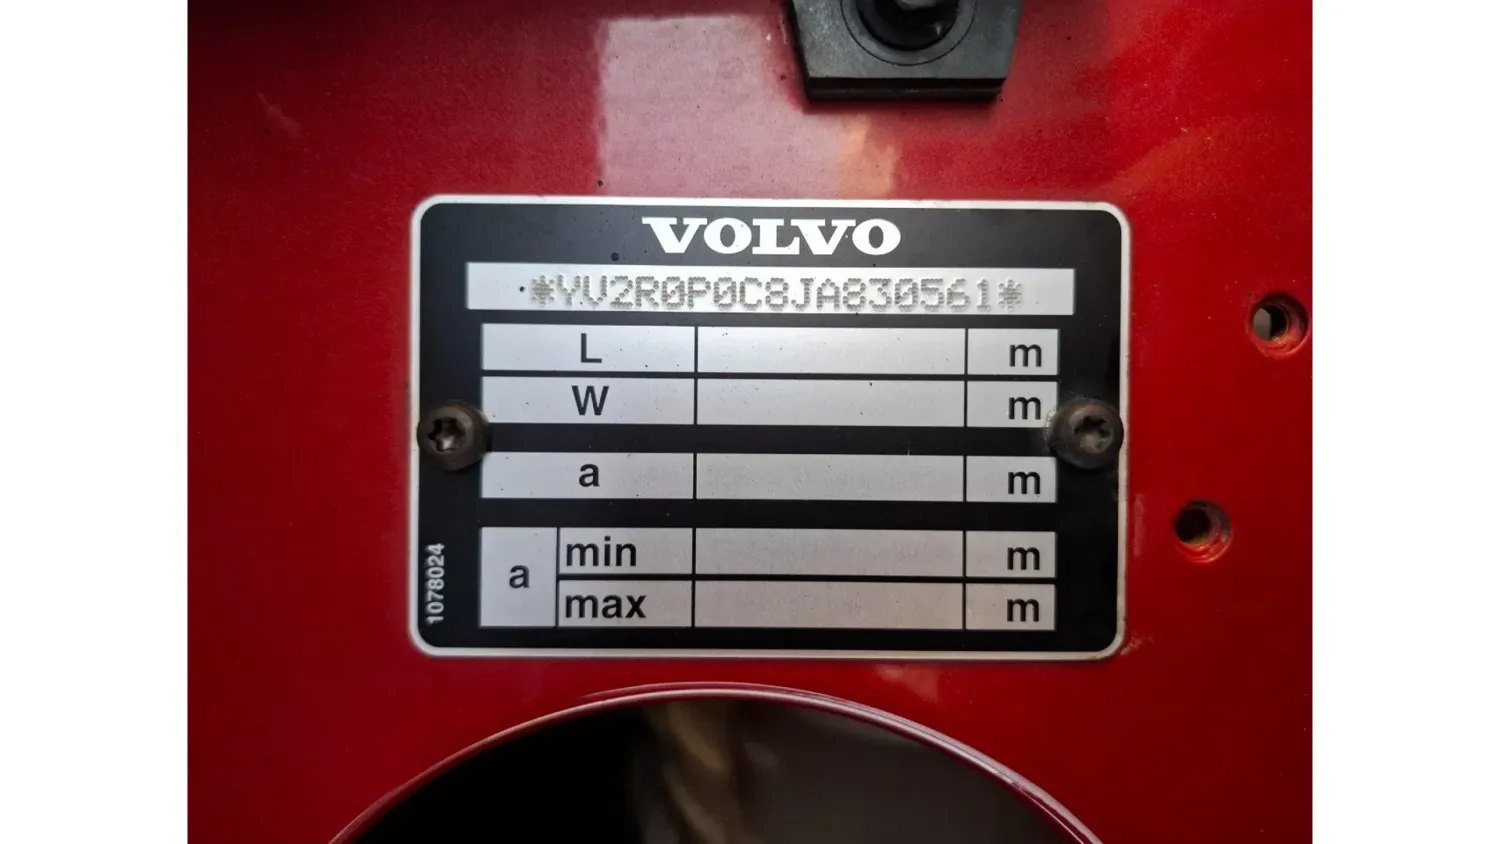 VOLVO
*YV2R0P0C8JA830561*
L m
W m
a m
a min m
max m
1078024